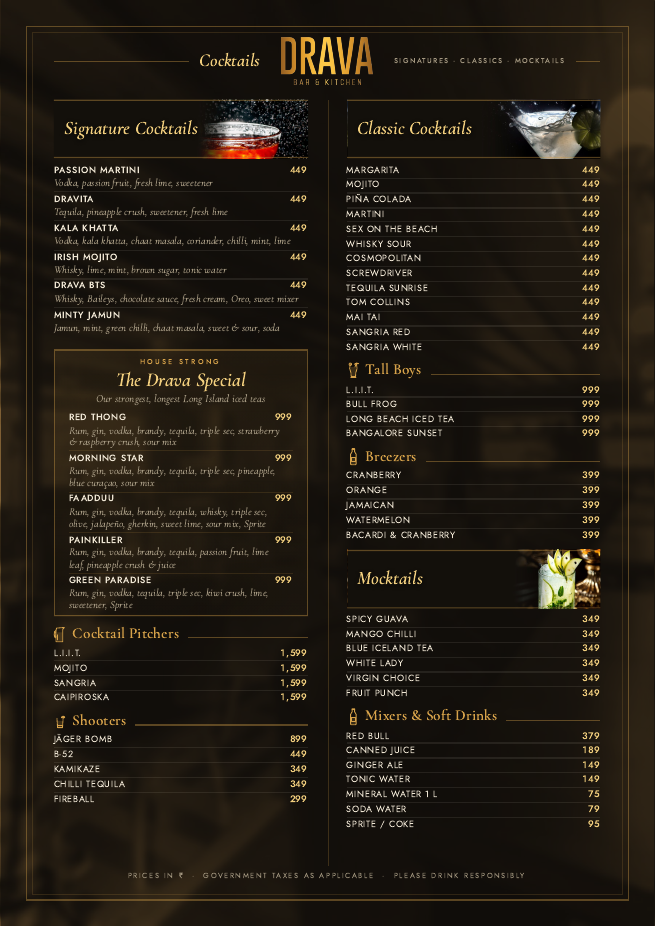 Cocktails
DRAVA
BAR & KITCHEN
SIGNATURES · CLASSICS · MOCKTAILS
Signature Cocktails
PASSION MARTINI 449
Vodka, passion fruit, fresh lime, sweetener
DRAVITA 449
Tequila, pineapple crush, sweetener, fresh lime
KALA KHATTA 449
Vodka, kala khatta, chaat masala, coriander, chilli, mint, lime
IRISH MOJITO 449
Whisky, lime, mint, brown sugar, tonic water
DRAVA BTS 449
Whisky, Baileys, chocolate sauce, fresh cream, Oreo, sweet mixer
MINTY JAMUN 449
Jamun, mint, green chilli, chaat masala, sweet & sour, soda
HOUSE STRONG
The Drava Special
Our strongest, longest Long Island iced teas
RED THONG 999
Rum, gin, vodka, brandy, tequila, triple sec, strawberry
& raspberry crush, sour mix
MORNING STAR 999
Rum, gin, vodka, brandy, tequila, triple sec, pineapple,
blue curaçao, sour mix
FAADDUU 999
Rum, gin, vodka, brandy, tequila, whisky, triple sec,
olive, jalapeño, gherkin, sweet lime, sour mix, Sprite
PAINKILLER 999
Rum, gin, vodka, brandy, tequila, passion fruit, lime
leaf, pineapple crush & juice
GREEN PARADISE 999
Rum, gin, vodka, tequila, triple sec, kiwi crush, lime,
sweetener, Sprite
Cocktail Pitchers
L.I.I.T. 1,599
MOJITO 1,599
SANGRIA 1,599
CAIPIROSKA 1,599
Shooters
JÄGER BOMB 899
B-52 449
KAMIKAZE 349
CHILLI TEQUILA 349
FIREBALL 299
Classic Cocktails
MARGARITA 449
MOJITO 449
PIÑA COLADA 449
MARTINI 449
SEX ON THE BEACH 449
WHISKY SOUR 449
COSMOPOLITAN 449
SCREWDRIVER 449
TEQUILA SUNRISE 449
TOM COLLINS 449
MAI TAI 449
SANGRIA RED 449
SANGRIA WHITE 449
Tall Boys
L.I.I.T. 999
BULL FROG 999
LONG BEACH ICED TEA 999
BANGALORE SUNSET 999
Breezers
CRANBERRY 399
ORANGE 399
JAMAICAN 399
WATERMELON 399
BACARDI & CRANBERRY 399
Mocktails
SPICY GUAVA 349
MANGO CHILLI 349
BLUE ICELAND TEA 349
WHITE LADY 349
VIRGIN CHOICE 349
FRUIT PUNCH 349
Mixers & Soft Drinks
RED BULL 379
CANNED JUICE 189
GINGER ALE 149
TONIC WATER 149
MINERAL WATER 1 L 75
SODA WATER 79
SPRITE / COKE 95
PRICES IN ₹ · GOVERNMENT TAXES AS APPLICABLE · PLEASE DRINK RESPONSIBLY